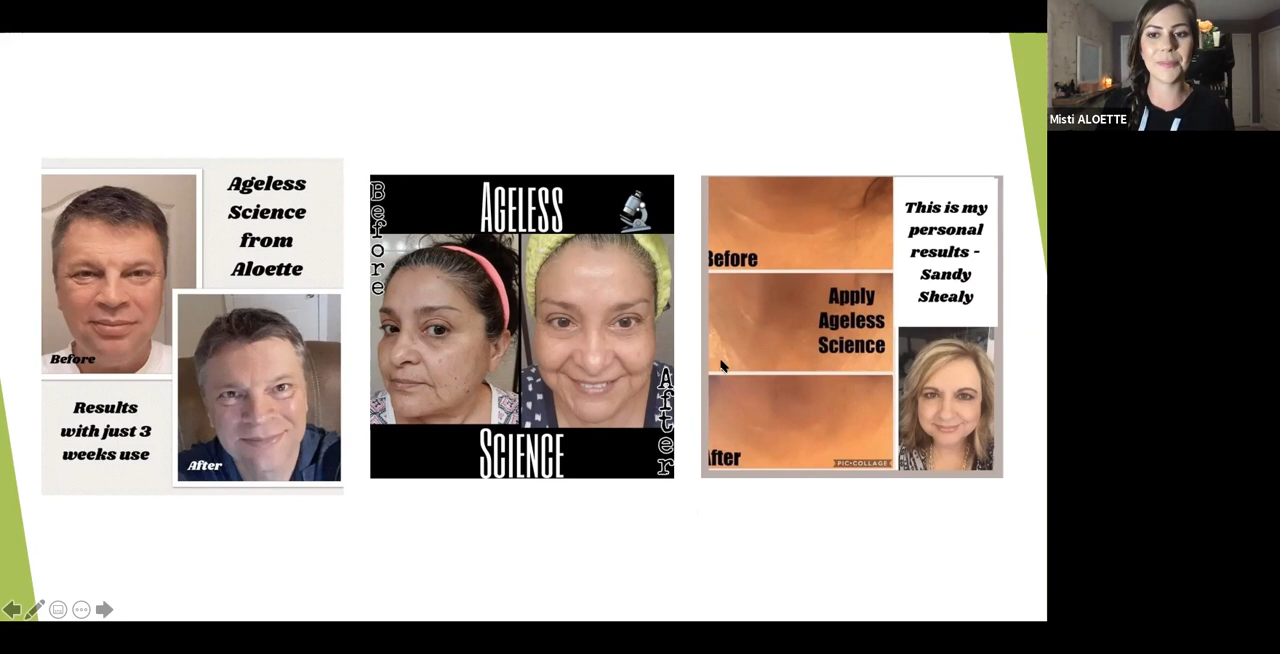 Misti ALOETTE
Ageless
Science
from
Aloette
Before
Results
with just 3
weeks use
After
Before
AGELESS
SCIENCE
After
Before
Apply
Ageless
Science
After
PIC•COLLAGE
This is my
personal
results -
Sandy
Shealy